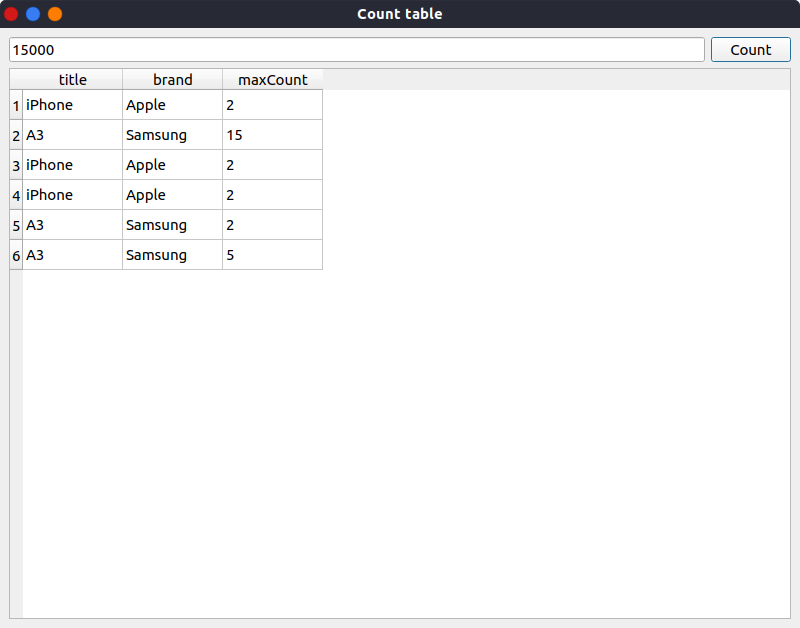 Count table
15000 Count
title brand maxCount
1 iPhone Apple 2
2 A3 Samsung 15
3 iPhone Apple 2
4 iPhone Apple 2
5 A3 Samsung 2
6 A3 Samsung 5